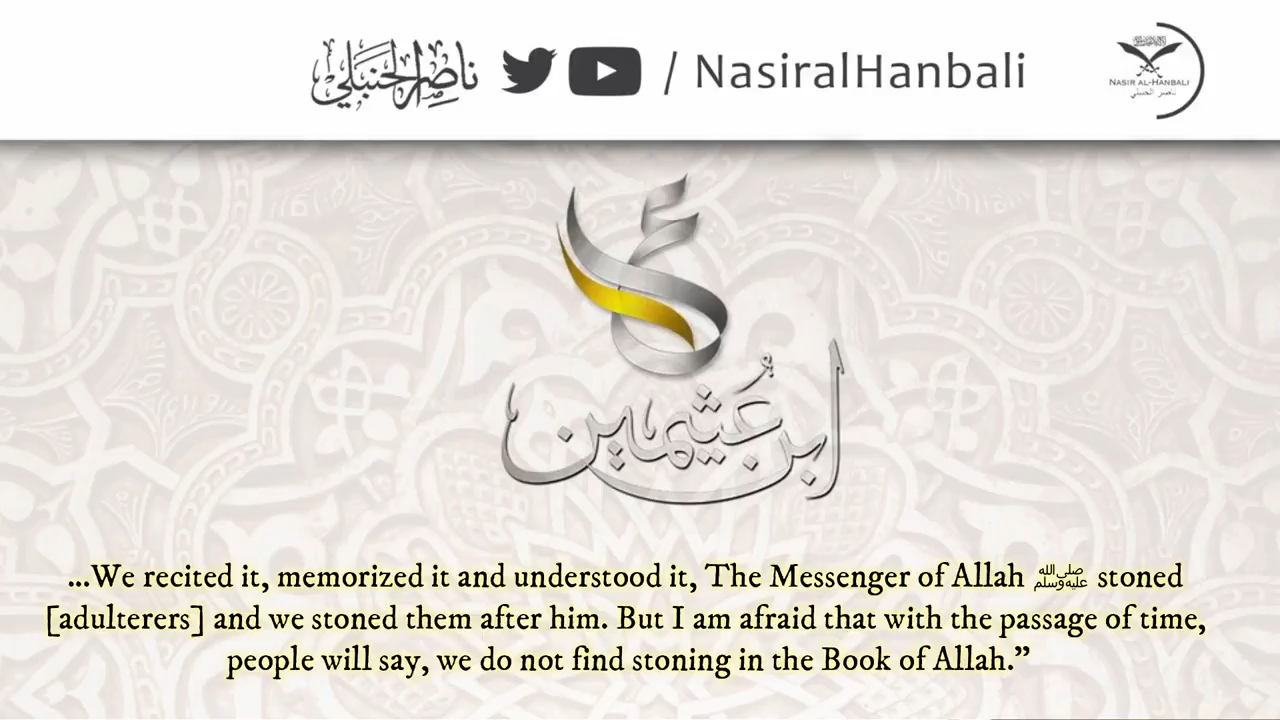 ناصر الحنبلي / NasiralHanbali
NASIR AL-HANBALI
ناصر الحنبلي
ابن عُثيمين
...We recited it, memorized it and understood it, The Messenger of Allah ﷺ stoned
[adulterers] and we stoned them after him. But I am afraid that with the passage of time,
people will say, we do not find stoning in the Book of Allah.”